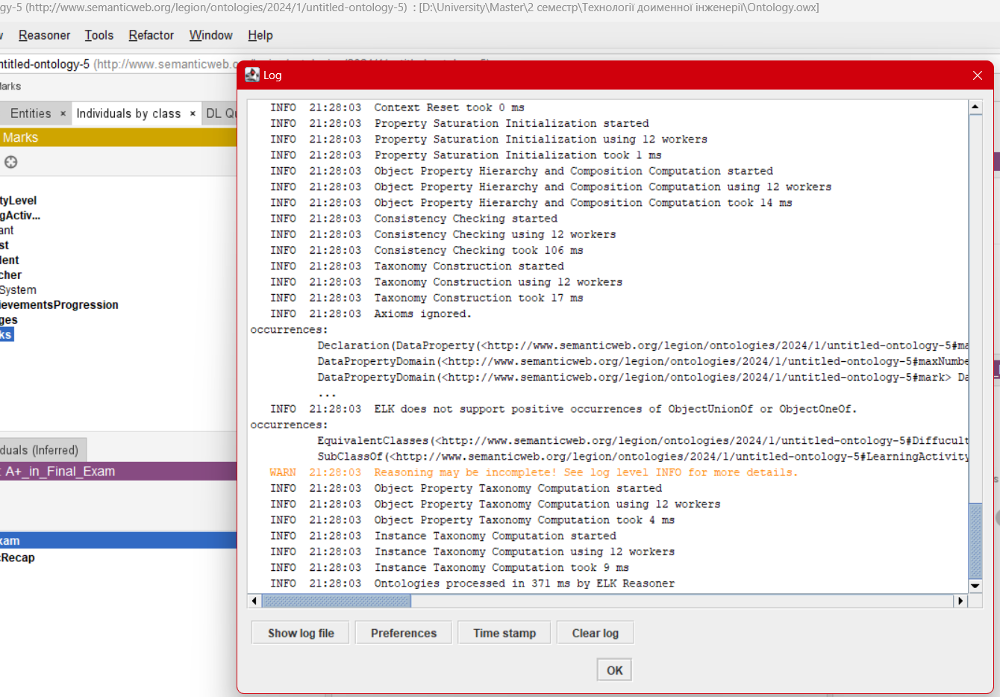 gy-5 (http://www.semanticweb.org/legion/ontologies/2024/1/untitled-ontology-5) : [D:\University\Master\2 семестр\Технології доименної інженерії\Ontology.owx]
Reasoner Tools Refactor Window Help
ntitled-ontology-5 (http://www.semanticweb.o
Marks
Entities × Individuals by class × DL Qu
Marks
tyLevel
gActiv...
ant
st
lent
cher
System
ievementsProgression
ges
ks
duals (Inferred)
: A+_in_Final_Exam
xam
cRecap
Log
INFO 21:28:03 Context Reset took 0 ms
INFO 21:28:03 Property Saturation Initialization started
INFO 21:28:03 Property Saturation Initialization using 12 workers
INFO 21:28:03 Property Saturation Initialization took 1 ms
INFO 21:28:03 Object Property Hierarchy and Composition Computation started
INFO 21:28:03 Object Property Hierarchy and Composition Computation using 12 workers
INFO 21:28:03 Object Property Hierarchy and Composition Computation took 14 ms
INFO 21:28:03 Consistency Checking started
INFO 21:28:03 Consistency Checking using 12 workers
INFO 21:28:03 Consistency Checking took 106 ms
INFO 21:28:03 Taxonomy Construction started
INFO 21:28:03 Taxonomy Construction using 12 workers
INFO 21:28:03 Taxonomy Construction took 17 ms
INFO 21:28:03 Axioms ignored.
occurrences:
Declaration(DataProperty(<http://www.semanticweb.org/legion/ontologies/2024/1/untitled-ontology-5#ma
DataPropertyDomain(<http://www.semanticweb.org/legion/ontologies/2024/1/untitled-ontology-5#maxNumbe
DataPropertyDomain(<http://www.semanticweb.org/legion/ontologies/2024/1/untitled-ontology-5#mark> Da
...
INFO 21:28:03 ELK does not support positive occurrences of ObjectUnionOf or ObjectOneOf.
occurrences:
EquivalentClasses(<http://www.semanticweb.org/legion/ontologies/2024/1/untitled-ontology-5#Diffucult
SubClassOf(<http://www.semanticweb.org/legion/ontologies/2024/1/untitled-ontology-5#LearningActivity
WARN 21:28:03 Reasoning may be incomplete! See log level INFO for more details.
INFO 21:28:03 Object Property Taxonomy Computation started
INFO 21:28:03 Object Property Taxonomy Computation using 12 workers
INFO 21:28:03 Object Property Taxonomy Computation took 4 ms
INFO 21:28:03 Instance Taxonomy Computation started
INFO 21:28:03 Instance Taxonomy Computation using 12 workers
INFO 21:28:03 Instance Taxonomy Computation took 9 ms
INFO 21:28:03 Ontologies processed in 371 ms by ELK Reasoner
Show log file Preferences Time stamp Clear log
OK